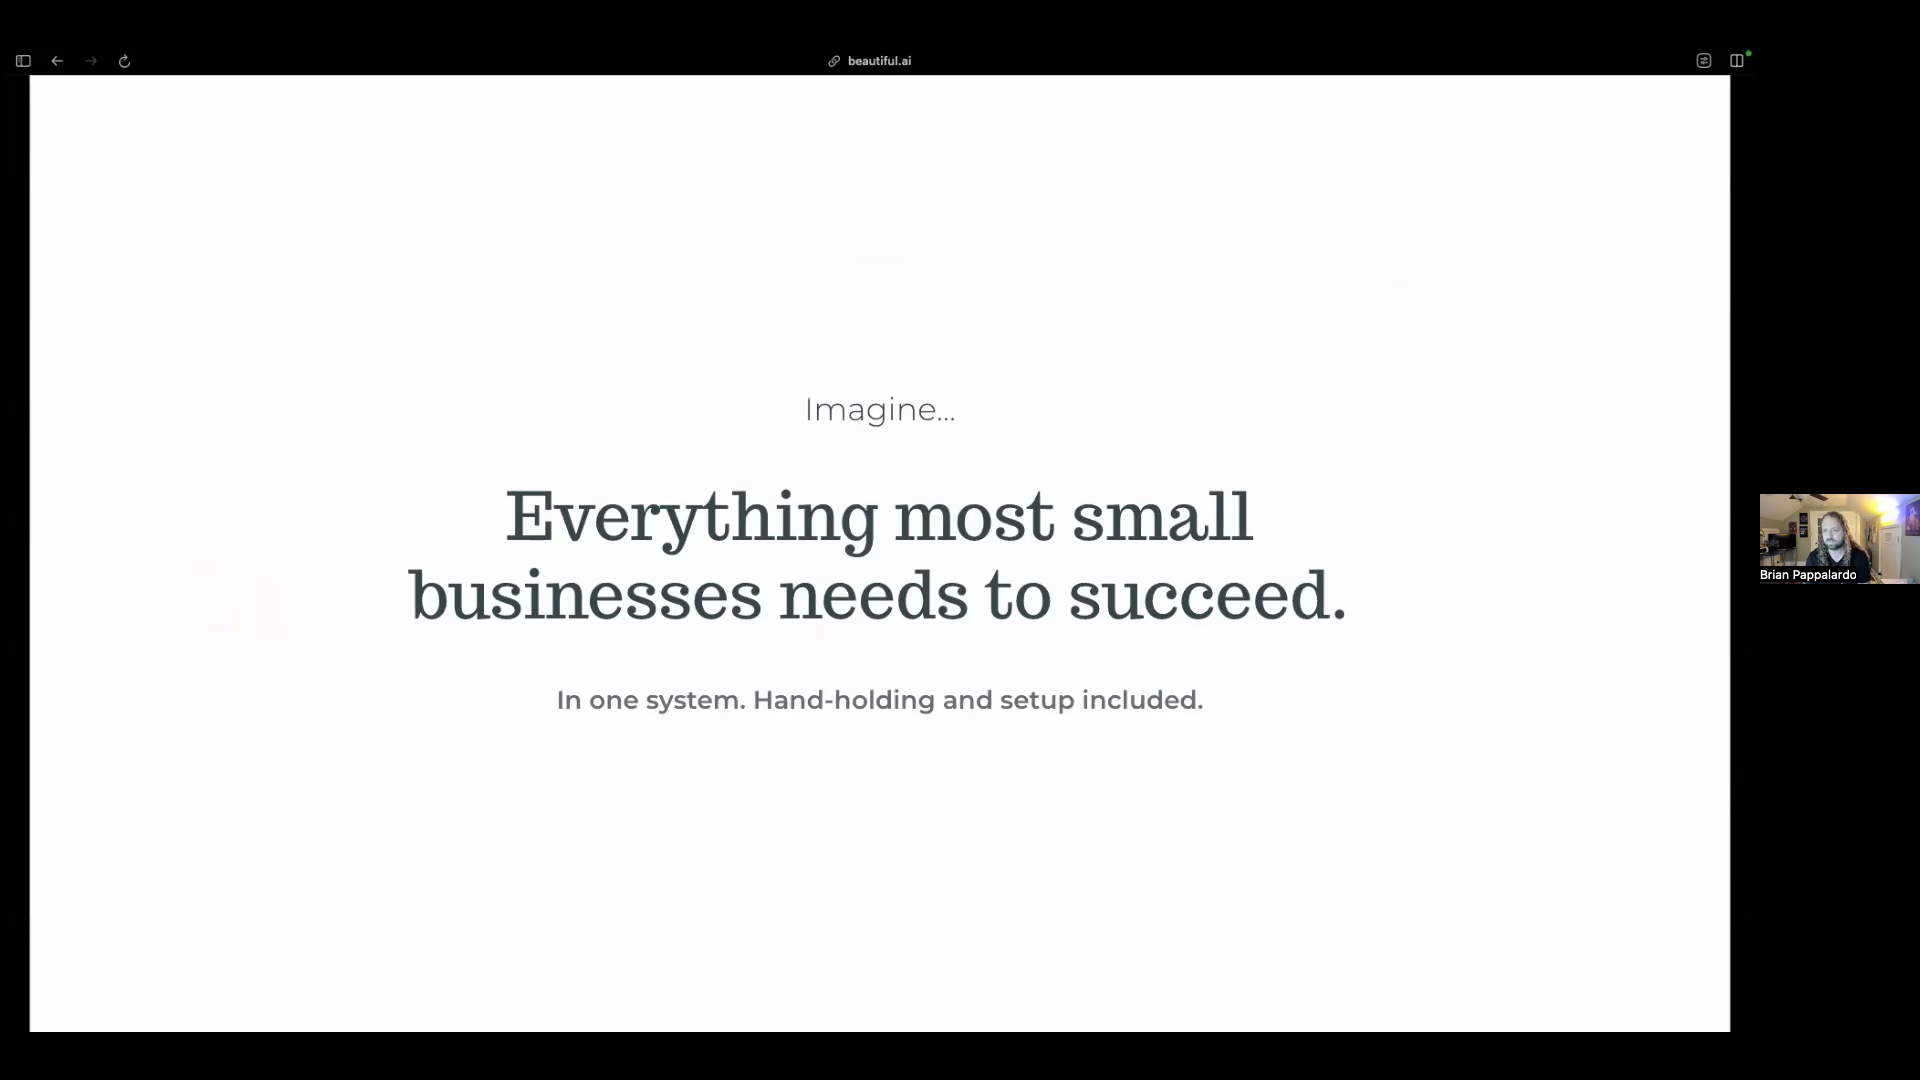 beautiful.ai
Imagine...
Everything most small
businesses needs to succeed.
In one system. Hand-holding and setup included.
Brian Pappalardo